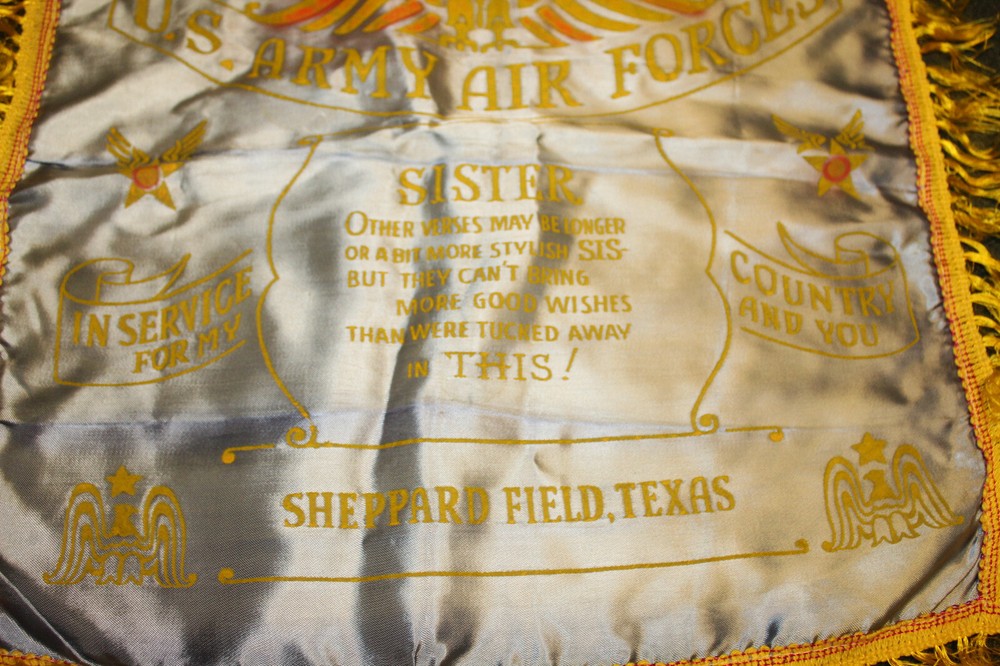 U.S. ARMY AIR FORCES
SISTER
OTHER VERSES MAY BE LONGER
OR A BIT MORE STYLISH SIS-
BUT THEY CAN'T BRING
MORE GOOD WISHES
THAN WERE TUCKED AWAY
IN THIS!
IN SERVICE
FOR MY
COUNTRY
AND YOU
SHEPPARD FIELD, TEXAS